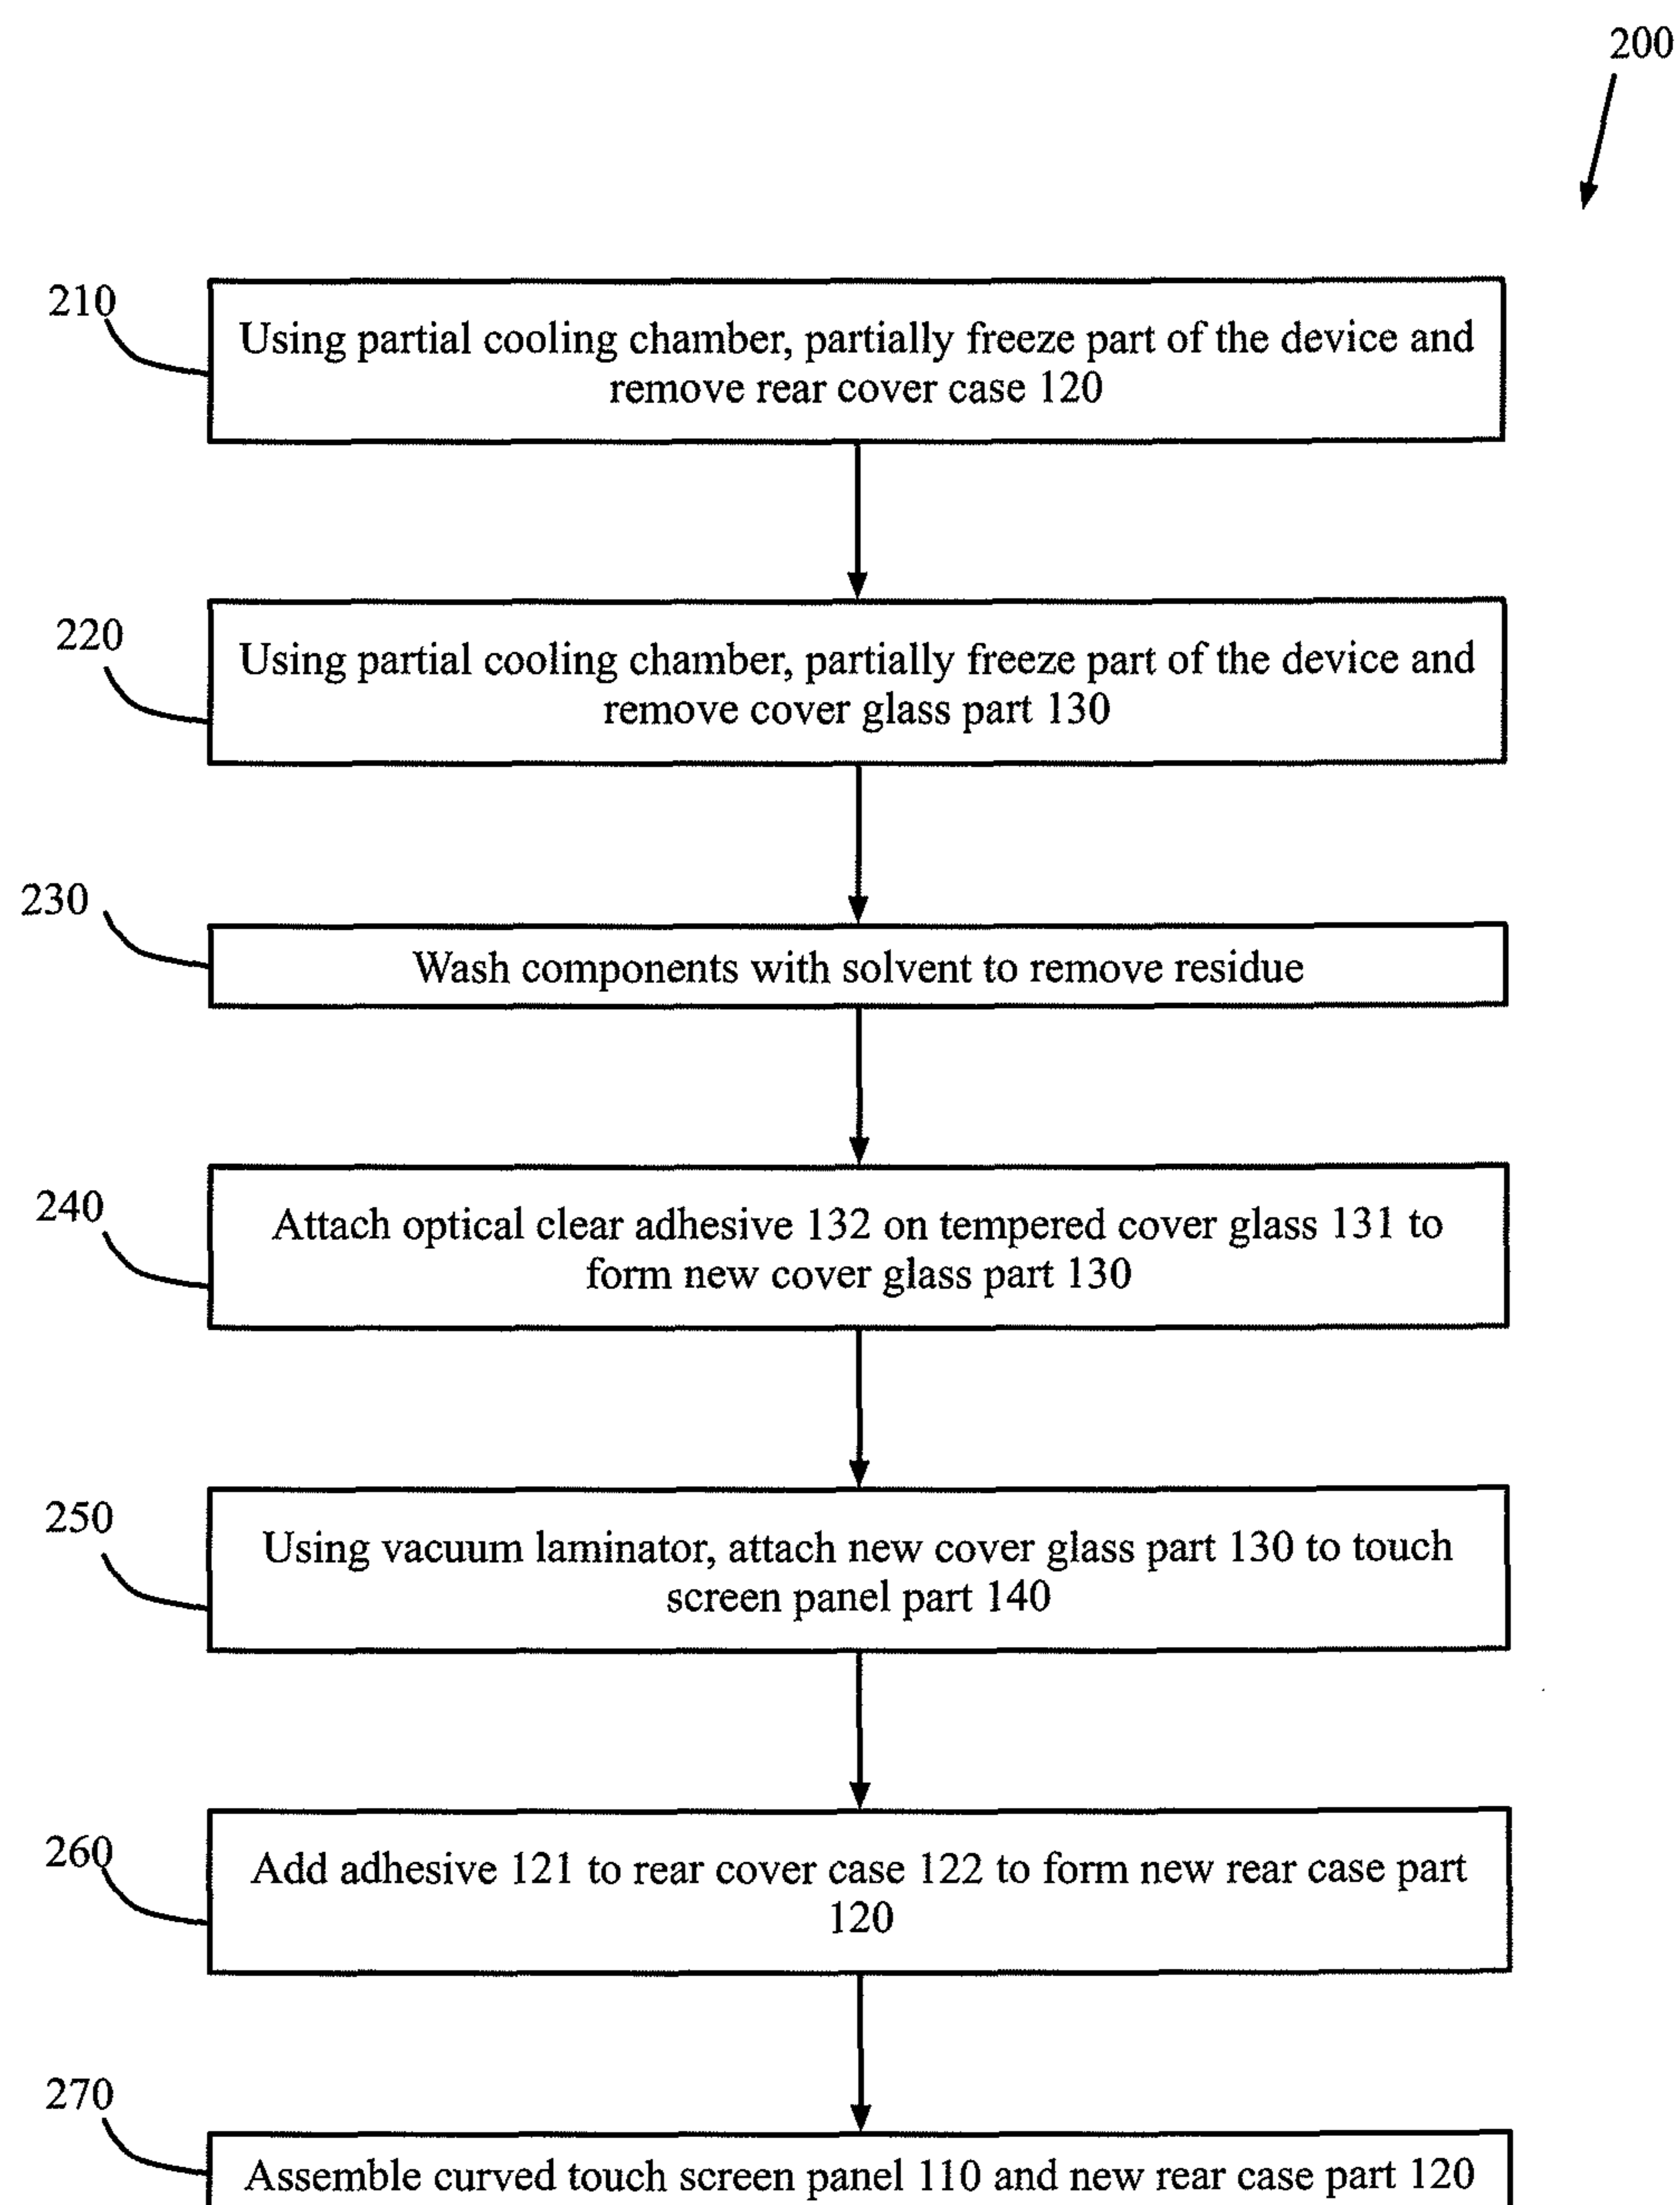 200
210
Using partial cooling chamber, partially freeze part of the device and
remove rear cover case 120
220
Using partial cooling chamber, partially freeze part of the device and
remove cover glass part 130
230
Wash components with solvent to remove residue
240
Attach optical clear adhesive 132 on tempered cover glass 131 to
form new cover glass part 130
250
Using vacuum laminator, attach new cover glass part 130 to touch
screen panel part 140
260
Add adhesive 121 to rear cover case 122 to form new rear case part
120
270
Assemble curved touch screen panel 110 and new rear case part 120